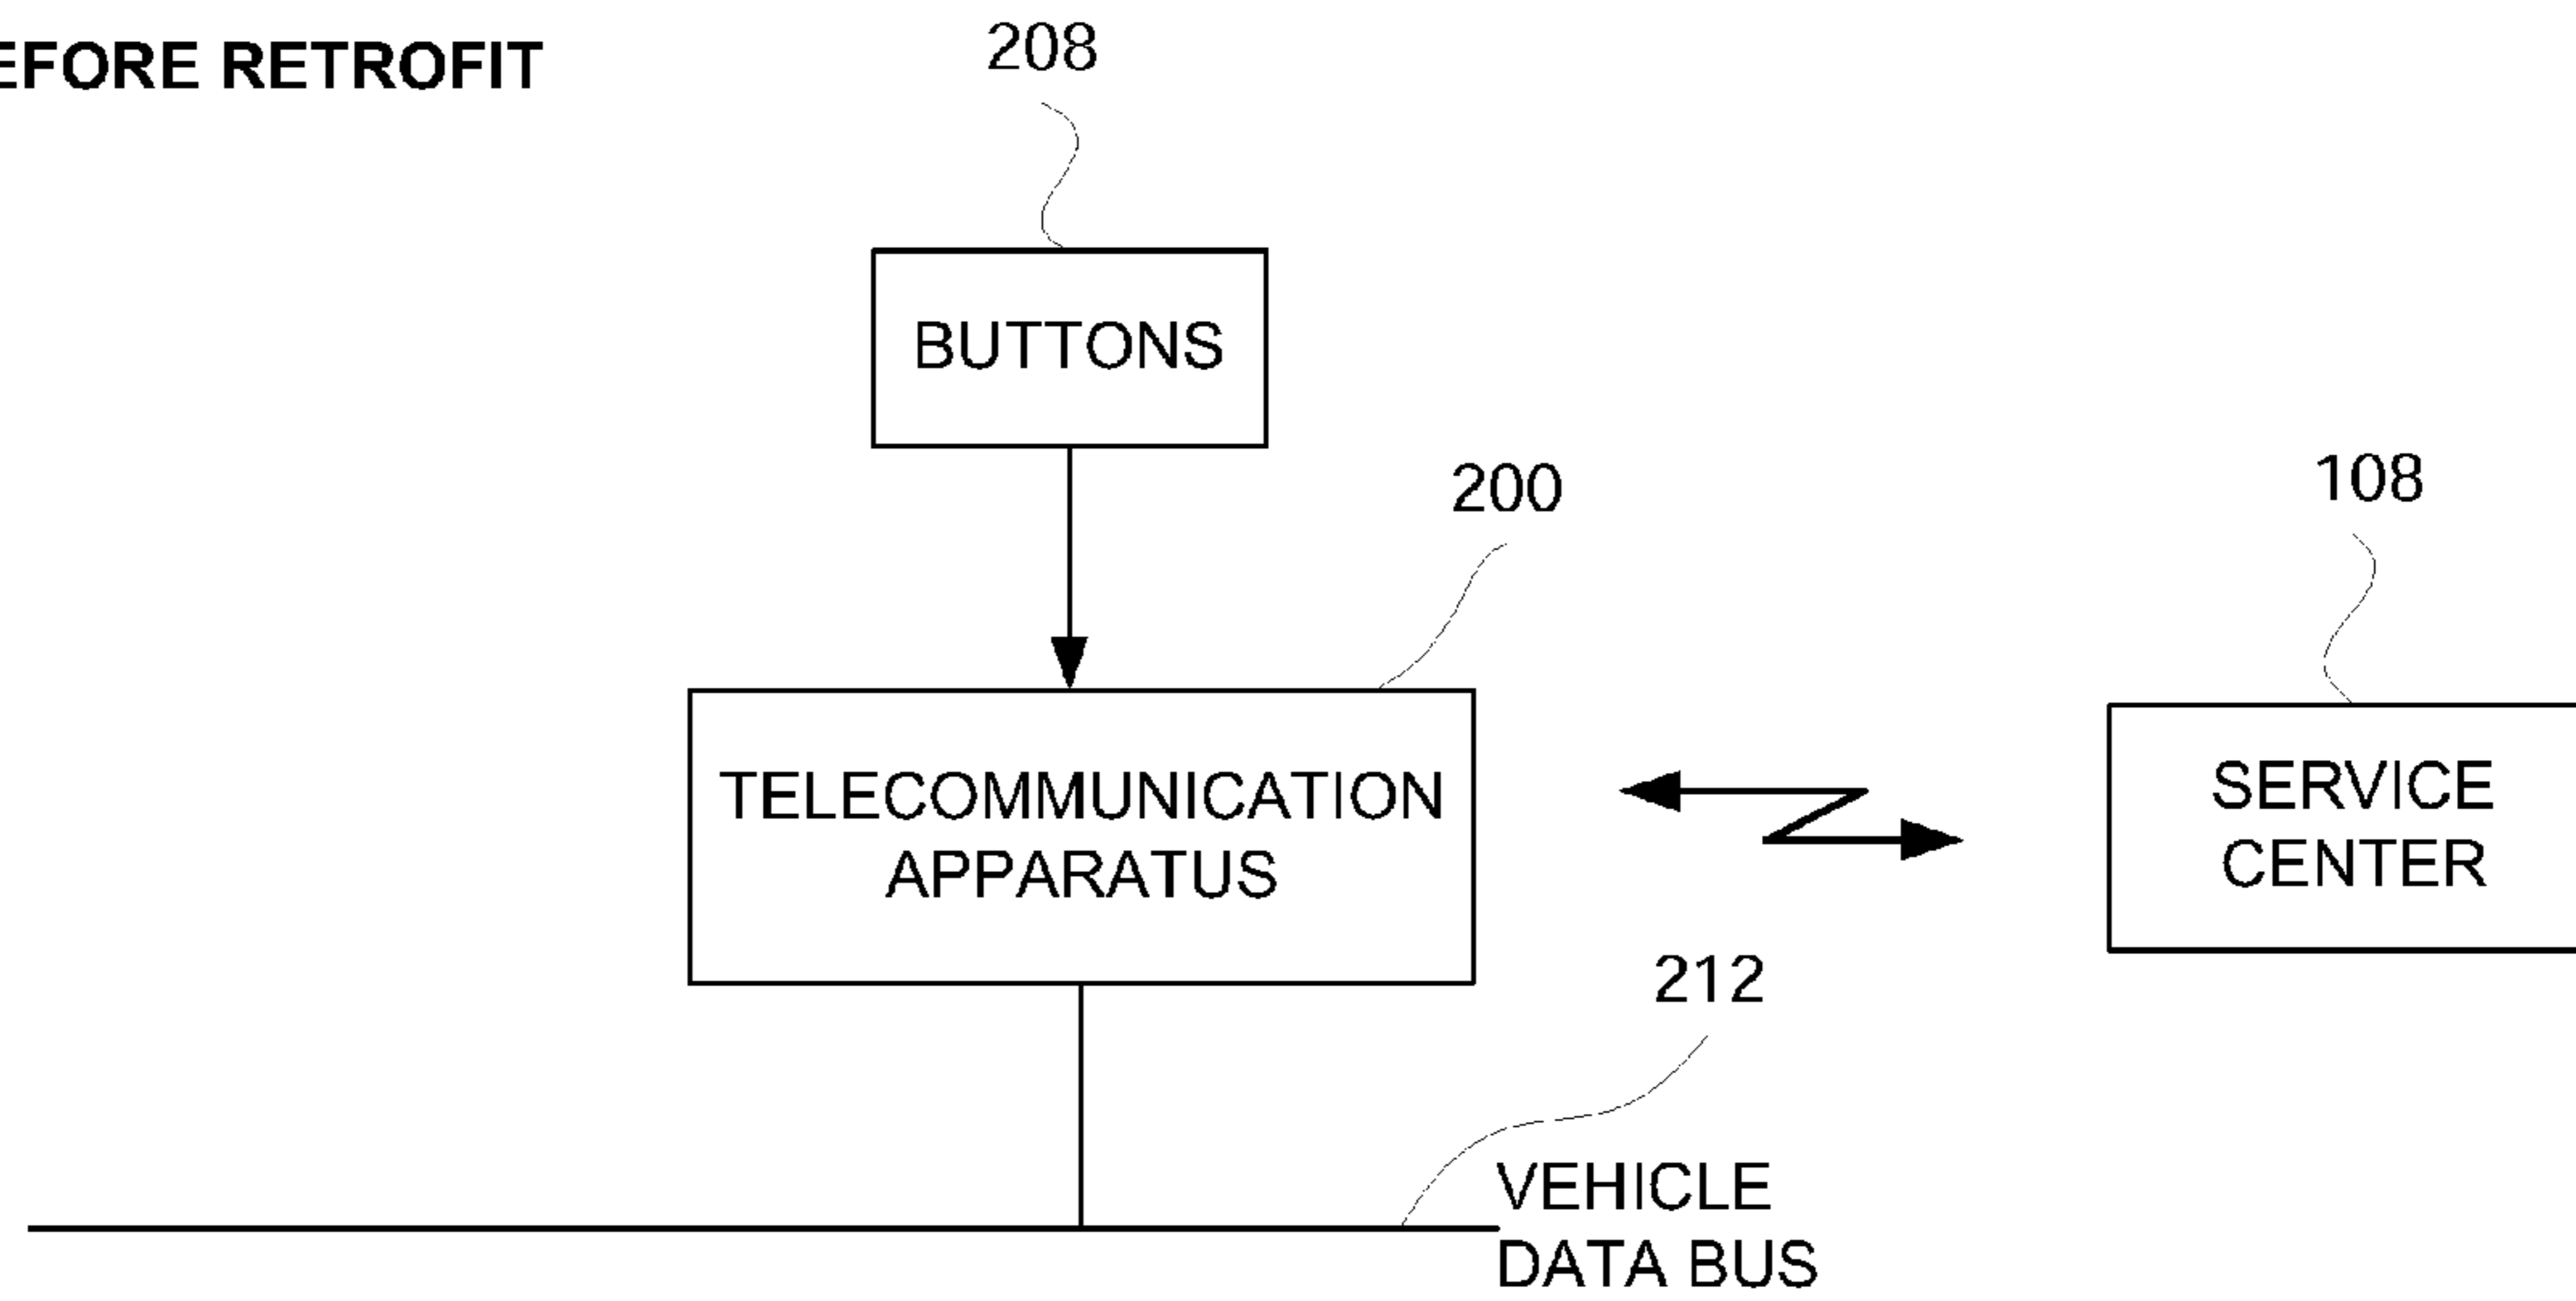 EFORE RETROFIT
208
BUTTONS
200
108
TELECOMMUNICATION
APPARATUS
SERVICE
CENTER
212
VEHICLE
DATA BUS